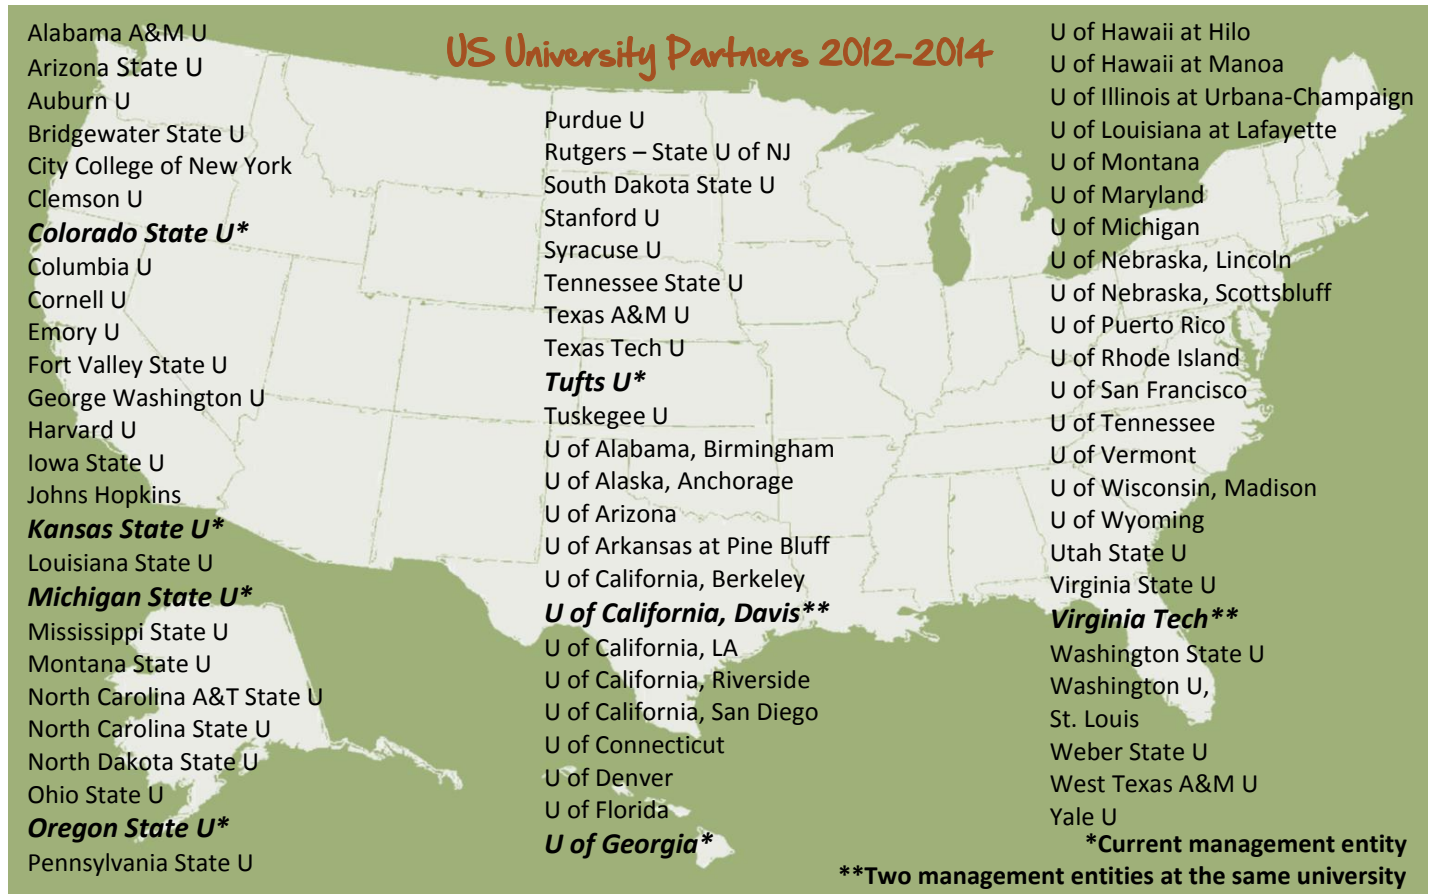 US University Partners 2012-2014
Alabama A&M U
Arizona State U
Auburn U
Bridgewater State U
City College of New York
Clemson U
Colorado State U*
Columbia U
Cornell U
Emory U
Fort Valley State U
George Washington U
Harvard U
Iowa State U
Johns Hopkins
Kansas State U*
Louisiana State U
Michigan State U*
Mississippi State U
Montana State U
North Carolina A&T State U
North Carolina State U
North Dakota State U
Ohio State U
Oregon State U*
Pennsylvania State U
Purdue U
Rutgers – State U of NJ
South Dakota State U
Stanford U
Syracuse U
Tennessee State U
Texas A&M U
Texas Tech U
Tufts U*
Tuskegee U
U of Alabama, Birmingham
U of Alaska, Anchorage
U of Arizona
U of Arkansas at Pine Bluff
U of California, Berkeley
U of California, Davis**
U of California, LA
U of California, Riverside
U of California, San Diego
U of Connecticut
U of Denver
U of Florida
U of Georgia*
U of Hawaii at Hilo
U of Hawaii at Manoa
U of Illinois at Urbana-Champaign
U of Louisiana at Lafayette
U of Montana
U of Maryland
U of Michigan
U of Nebraska, Lincoln
U of Nebraska, Scottsbluff
U of Puerto Rico
U of Rhode Island
U of San Francisco
U of Tennessee
U of Vermont
U of Wisconsin, Madison
U of Wyoming
Utah State U
Virginia State U
Virginia Tech**
Washington State U
Washington U,
St. Louis
Weber State U
West Texas A&M U
Yale U
*Current management entity
**Two management entities at the same university